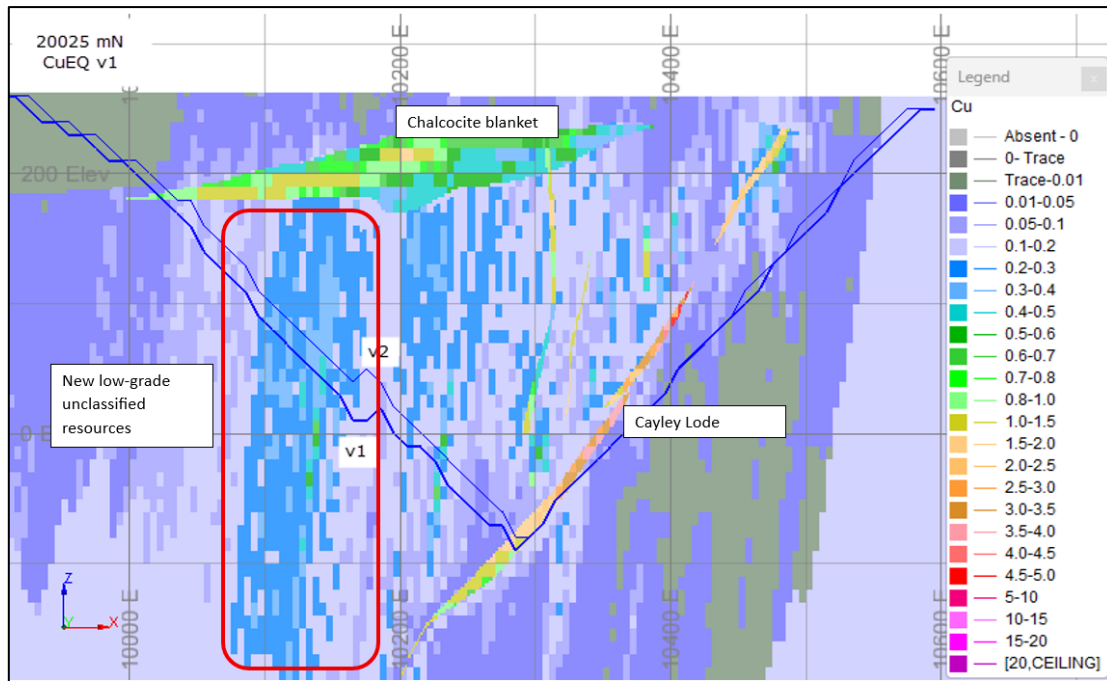 20025 mN
CuEQ v1
10200 E
10400 E
10600 E
Chalcocite blanket
200 Elev
v2
v1
New low-grade
unclassified
resources
Cayley Lode
Z
Y
X
10000 E
10200 E
10400 E
10600 E
Legend
x
Cu
Absent - 0
0- Trace
Trace-0.01
0.01-0.05
0.05-0.1
0.1-0.2
0.2-0.3
0.3-0.4
0.4-0.5
0.5-0.6
0.6-0.7
0.7-0.8
0.8-1.0
1.0-1.5
1.5-2.0
2.0-2.5
2.5-3.0
3.0-3.5
3.5-4.0
4.0-4.5
4.5-5.0
5-10
10-15
15-20
[20,CEILING]